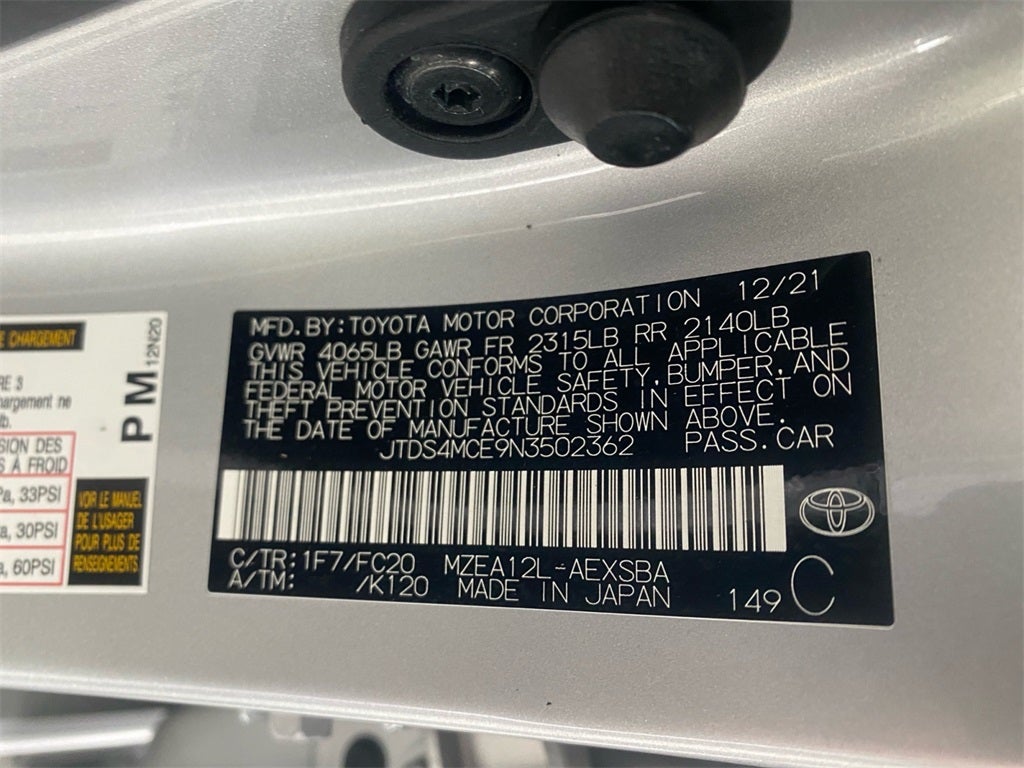 E CHARGEMENT
RE 3
hargement ne
lb.
SION DES
S À FROID
Pa, 33PSI
a, 30PSI
a, 60PSI
PM 12N20
VOIR LE MANUEL
DE L'USAGER
POUR PLUS DE
RENSEIGNEMENTS
MFD. BY: TOYOTA MOTOR CORPORATION 12/21
GVWR 4065LB GAWR FR 2315LB RR 2140LB
THIS VEHICLE CONFORMS TO ALL APPLICABLE
FEDERAL MOTOR VEHICLE SAFETY, BUMPER, AND
THEFT PREVENTION STANDARDS IN EFFECT ON
THE DATE OF MANUFACTURE SHOWN ABOVE.
JTDS4MCE9N3502362 PASS. CAR
C/TR: 1F7/FC20 MZEA12L-AEXSBA
A/TM: /K120 MADE IN JAPAN 149 C